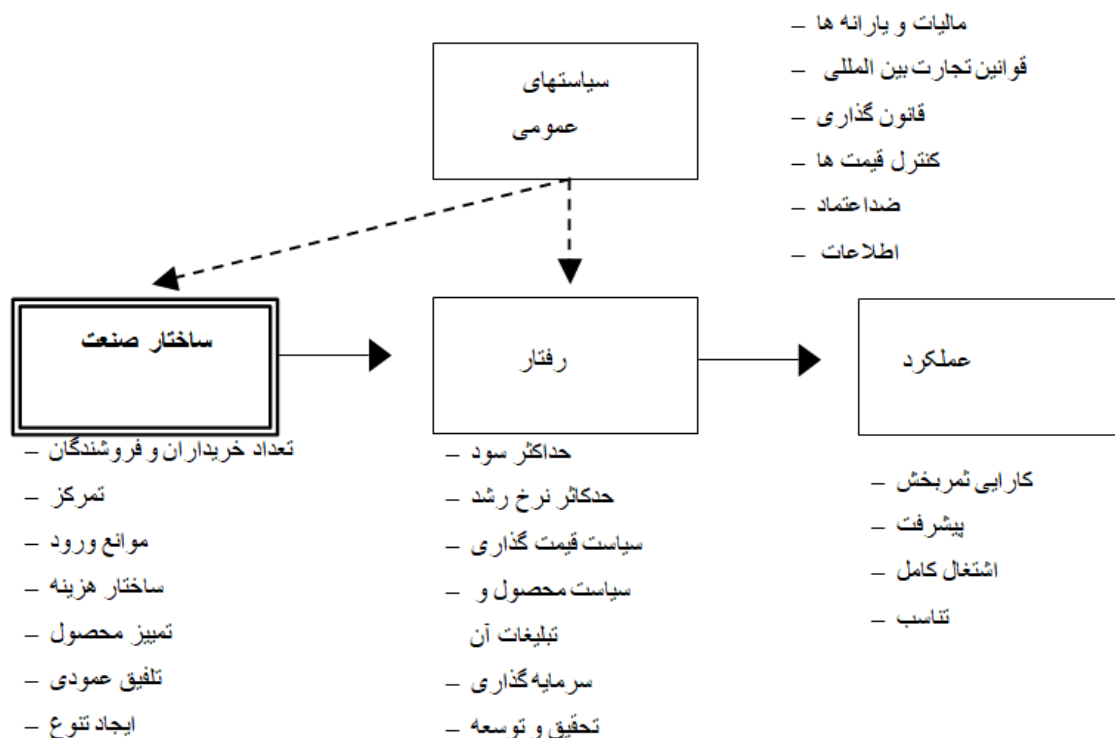 سیاستهای
عمومی
– مالیات و یارانه ها
– قوانین تجارت بین المللی
– قانون گذاری
– کنترل قیمت ها
– ضداعتماد
– اطلاعات
ساختار صنعت
– تعداد خریداران و فروشندگان
– تمرکز
– موانع ورود
– ساختار هزینه
– تمییز محصول
– تلفیق عمودی
– ایجاد تنوع
رفتار
– حداکثر سود
– حدکاثر نرخ رشد
– سیاست قیمت گذاری
– سیاست محصول و
تبلیغات آن
– سرمایه گذاری
– تحقیق و توسعه
عملکرد
– کارایی ثمربخش
– پیشرفت
– اشتغال کامل
– تناسب